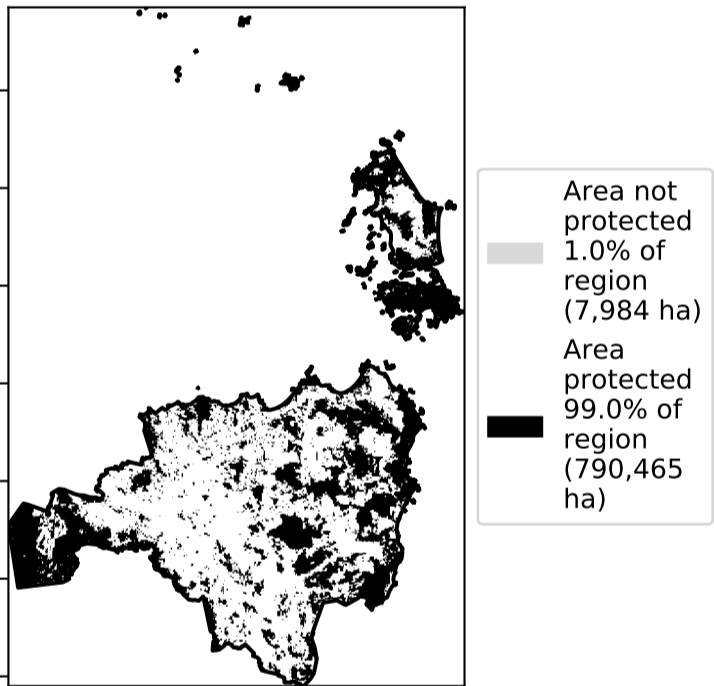 Area not
protected
1.0% of
region
(7,984 ha)
Area
protected
99.0% of
region
(790,465
ha)